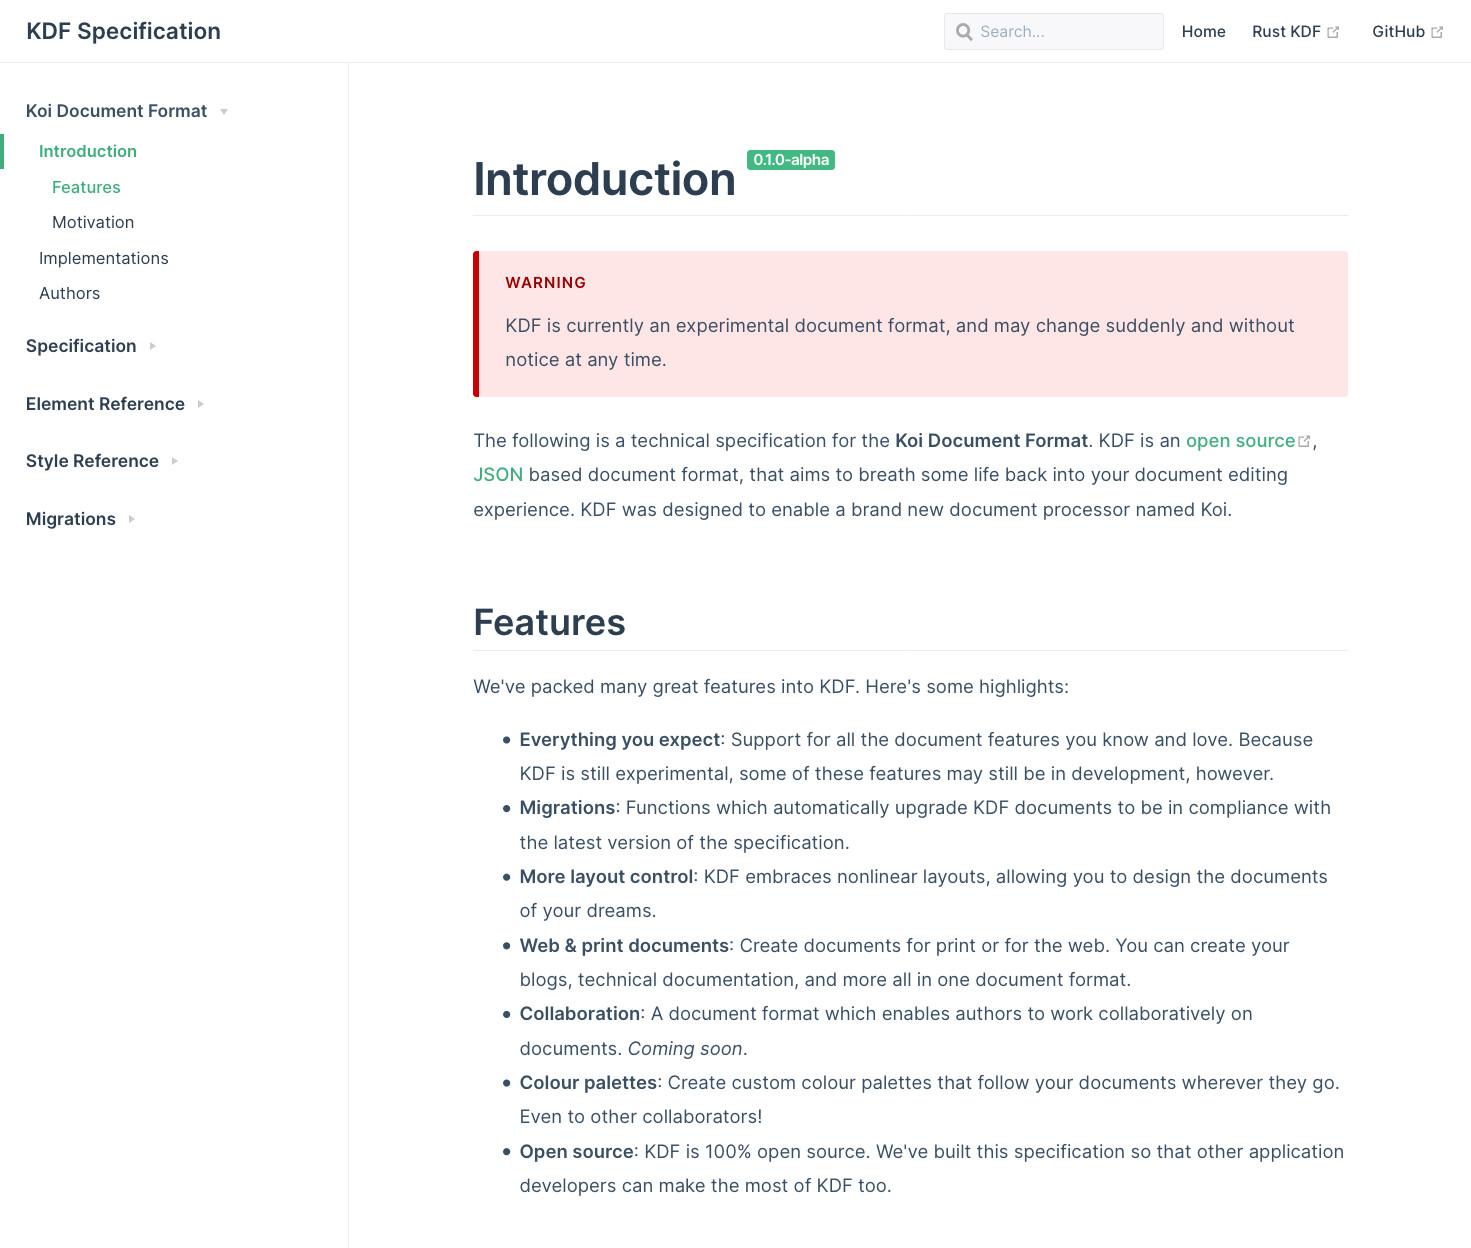 KDF Specification
Search...
Home
Rust KDF
GitHub
Koi Document Format
Introduction
Features
Motivation
Implementations
Authors
Specification
Element Reference
Style Reference
Migrations
Introduction 0.1.0-alpha
WARNING
KDF is currently an experimental document format, and may change suddenly and without
notice at any time.
The following is a technical specification for the Koi Document Format. KDF is an open source,
JSON based document format, that aims to breath some life back into your document editing
experience. KDF was designed to enable a brand new document processor named Koi.
Features
We've packed many great features into KDF. Here's some highlights:
• Everything you expect: Support for all the document features you know and love. Because
KDF is still experimental, some of these features may still be in development, however.
• Migrations: Functions which automatically upgrade KDF documents to be in compliance with
the latest version of the specification.
• More layout control: KDF embraces nonlinear layouts, allowing you to design the documents
of your dreams.
• Web & print documents: Create documents for print or for the web. You can create your
blogs, technical documentation, and more all in one document format.
• Collaboration: A document format which enables authors to work collaboratively on
documents. Coming soon.
• Colour palettes: Create custom colour palettes that follow your documents wherever they go.
Even to other collaborators!
• Open source: KDF is 100% open source. We've built this specification so that other application
developers can make the most of KDF too.